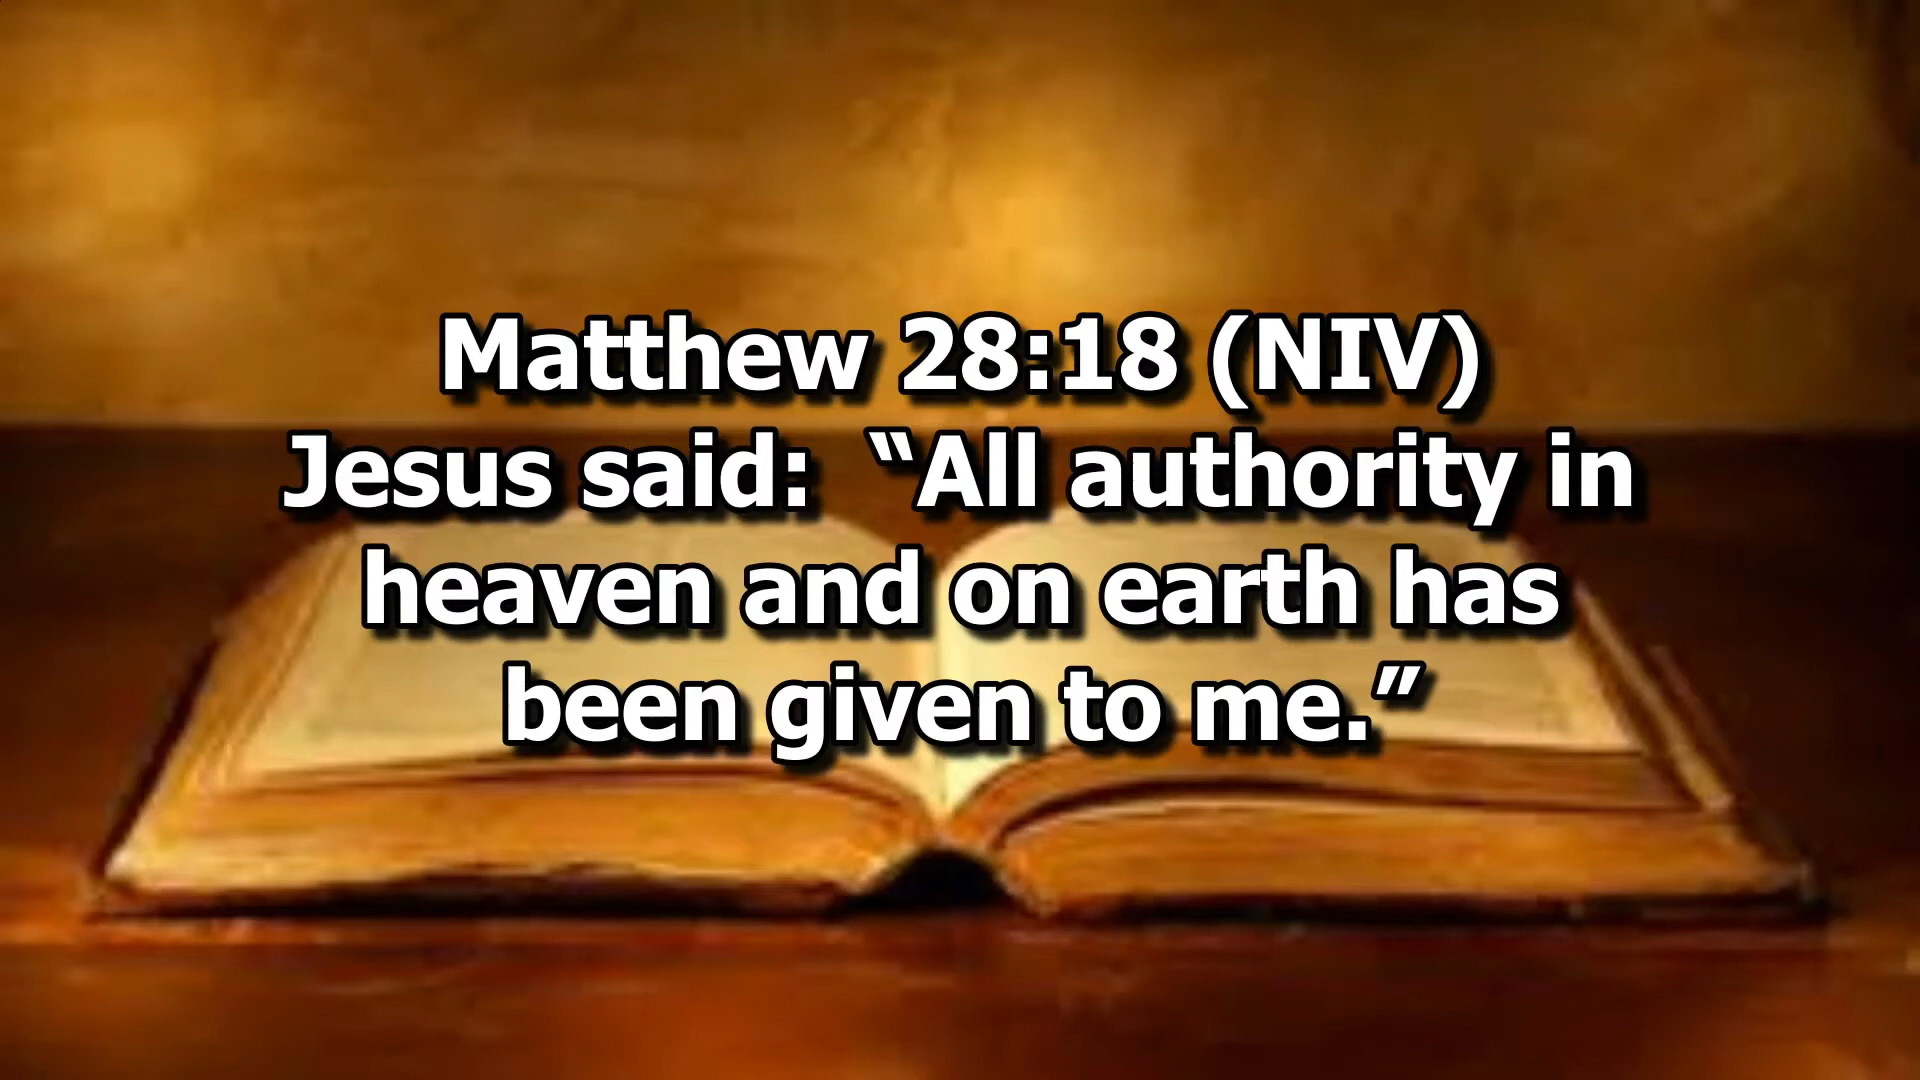 Matthew 28:18 (NIV)
Jesus said:  “All authority in
heaven and on earth has
been given to me.”